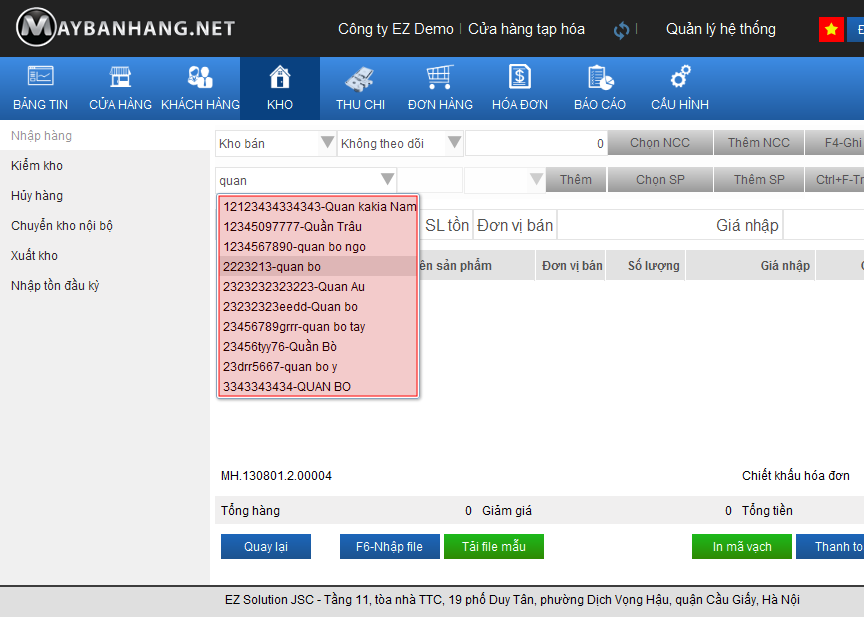 MAYBANHANG.NET
Công ty EZ Demo | Cửa hàng tạp hóa | Quản lý hệ thống
BẢNG TIN CỬA HÀNG KHÁCH HÀNG KHO THU CHI ĐƠN HÀNG HÓA ĐƠN BÁO CÁO CẤU HÌNH
Nhập hàng
Kiểm kho
Hủy hàng
Chuyển kho nội bộ
Xuất kho
Nhập tồn đầu kỳ
Kho bán Không theo dõi 0 Chọn NCC Thêm NCC F4-Ghi
quan Thêm Chọn SP Thêm SP Ctrl+F-Tr
12123434334343-Quan kakia Nam
12345097777-Quần Trâu
1234567890-quan bo ngo
2223213-quan bo
2323232323223-Quan Au
23232323eedd-Quan bo
23456789grrr-quan bo tay
23456tyy76-Quần Bò
23drr5667-quan bo y
3343343434-QUAN BO
SL tồn Đơn vị bán Giá nhập
ên sản phẩm Đơn vị bán Số lượng Giá nhập
MH.130801.2.00004 Chiết khấu hóa đơn
Tổng hàng 0 Giảm giá 0 Tổng tiền
Quay lại F6-Nhập file Tải file mẫu In mã vạch Thanh to
EZ Solution JSC - Tầng 11, tòa nhà TTC, 19 phố Duy Tân, phường Dịch Vọng Hậu, quận Cầu Giấy, Hà Nội